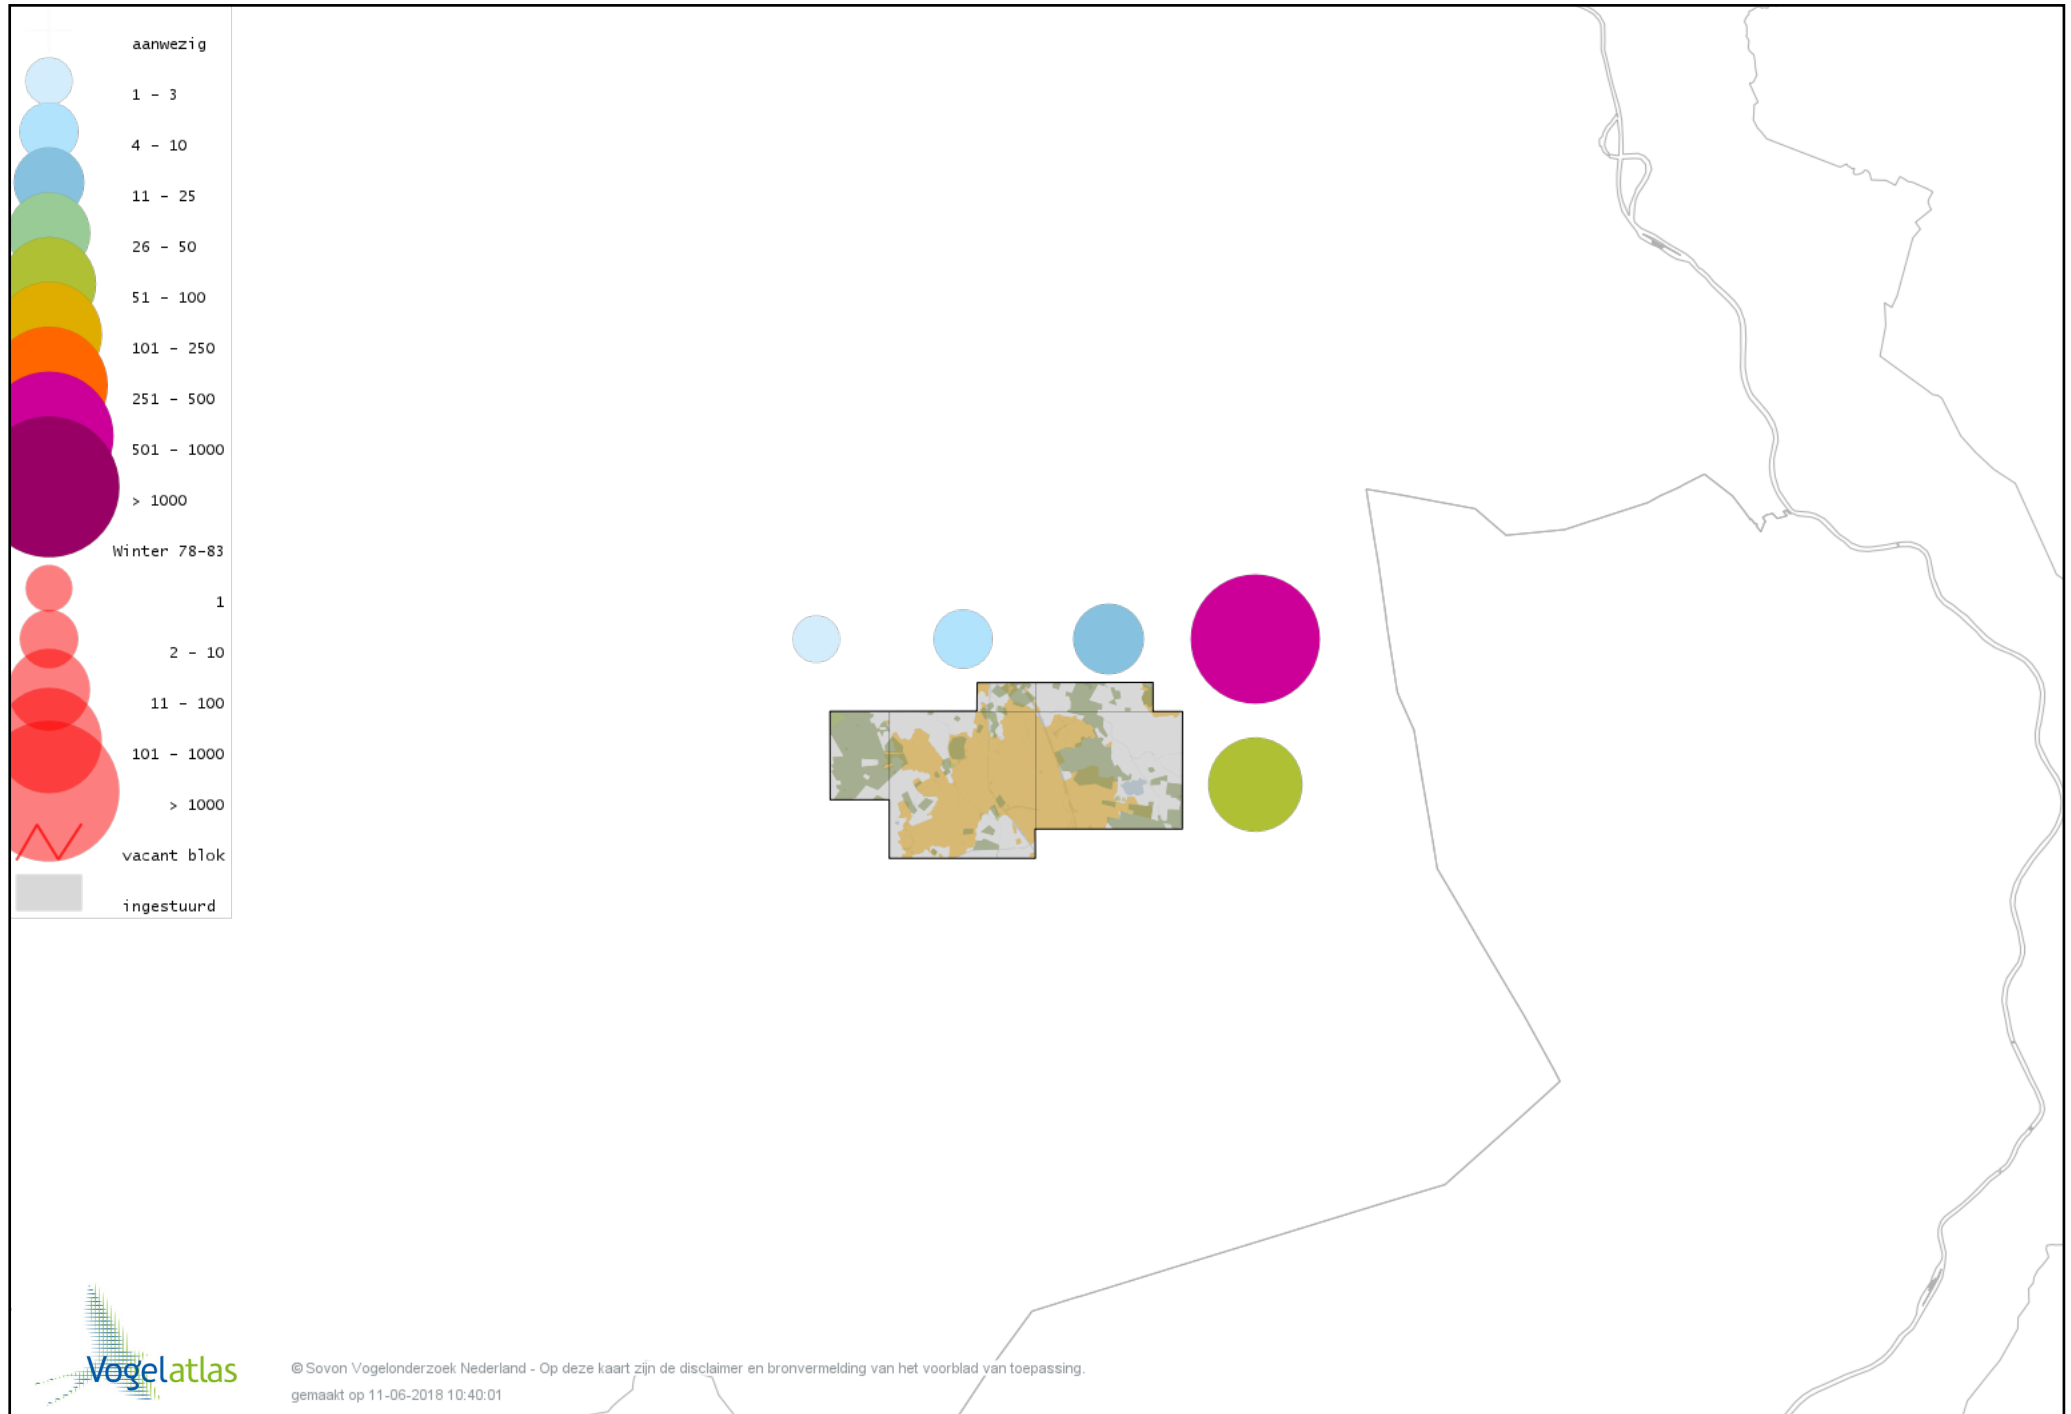 aanwezig
1 - 3
4 - 10
11 - 25
26 - 50
51 - 100
101 - 250
251 - 500
501 - 1000
> 1000
Winter 78-83
1
2 - 10
11 - 100
101 - 1000
> 1000
vacant blok
ingestuurd
Vogelatlas
© Sovon Vogelonderzoek Nederland - Op deze kaart zijn de disclaimer en bronvermelding van het voorblad van toepassing.
gemaakt op 11-06-2018 10:40:01